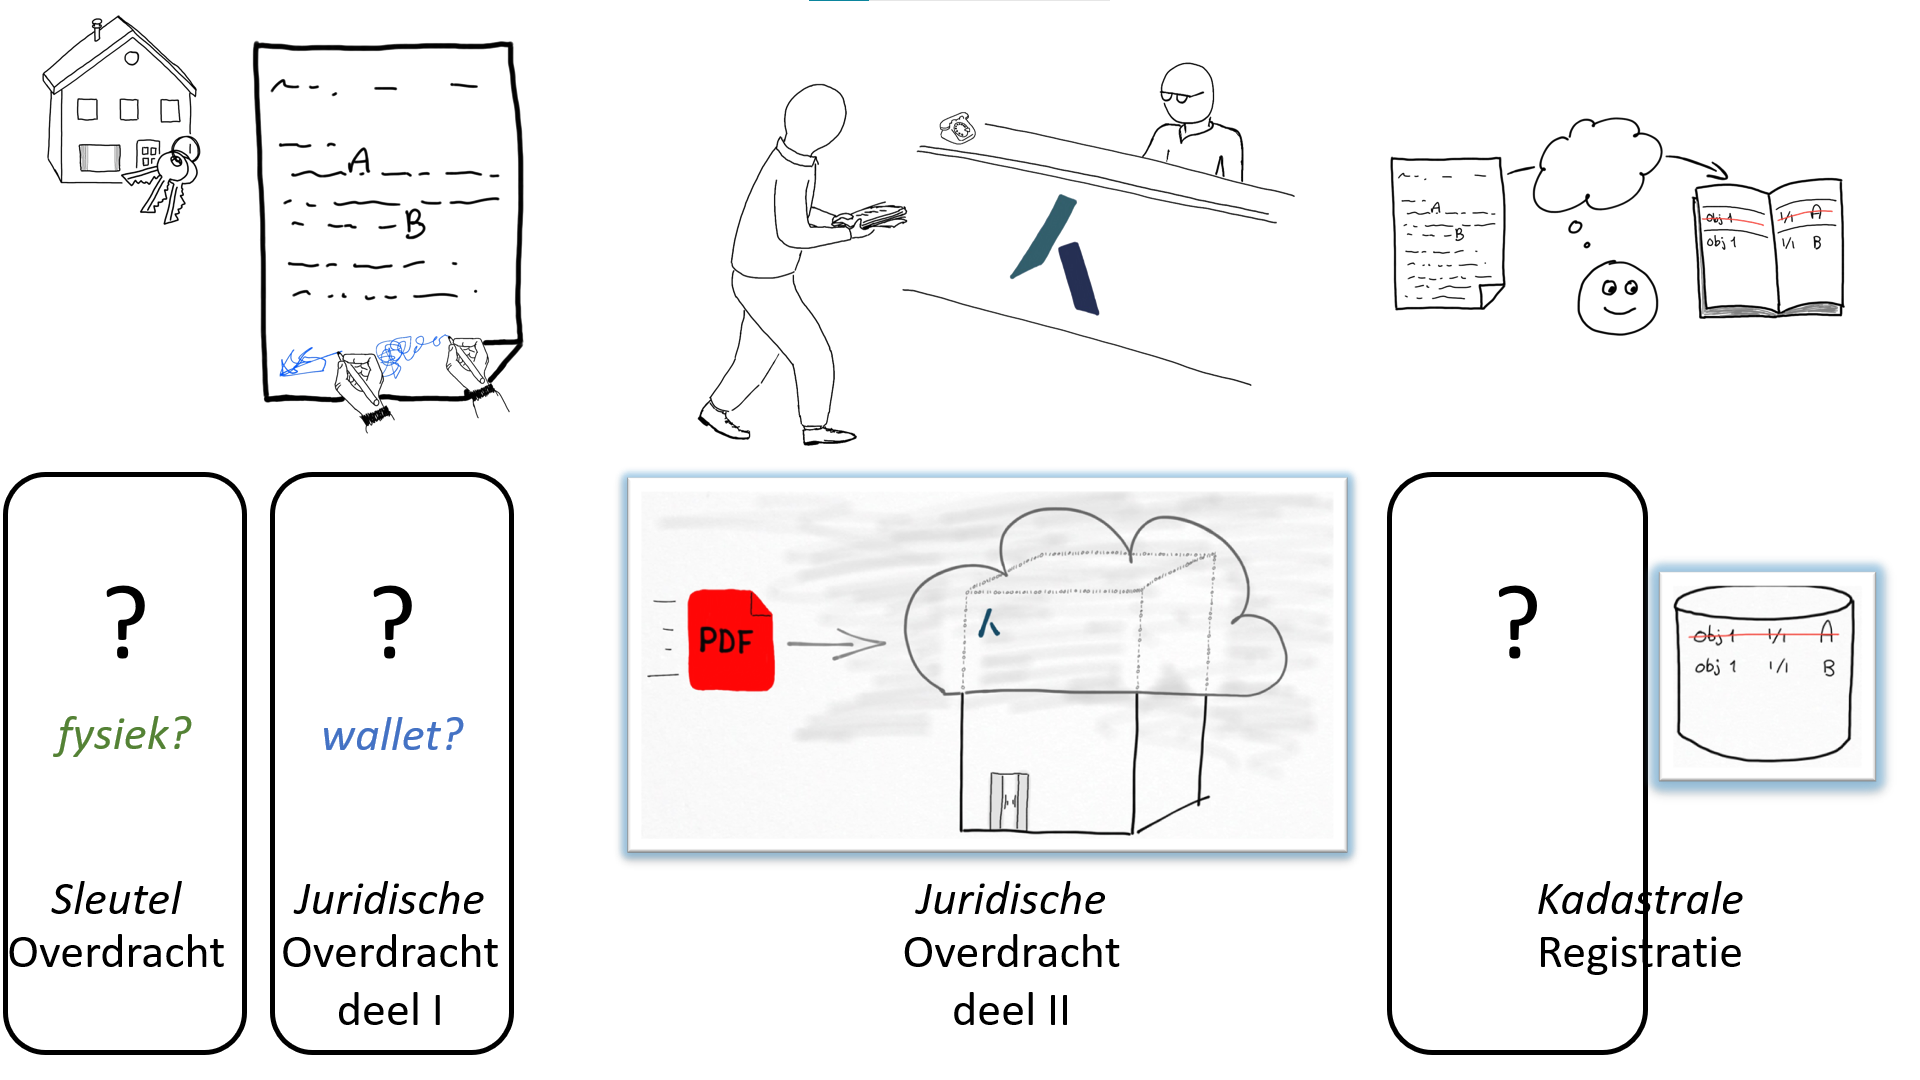 A
B
A
B
obj 1 1/1 A
obj 1 1/1 B
?
fysiek?
Sleutel
Overdracht
?
wallet?
Juridische
Overdracht
deel I
PDF
Juridische
Overdracht
deel II
?
obj 1 1/1 A
obj 1 1/1 B
Kadastrale
Registratie